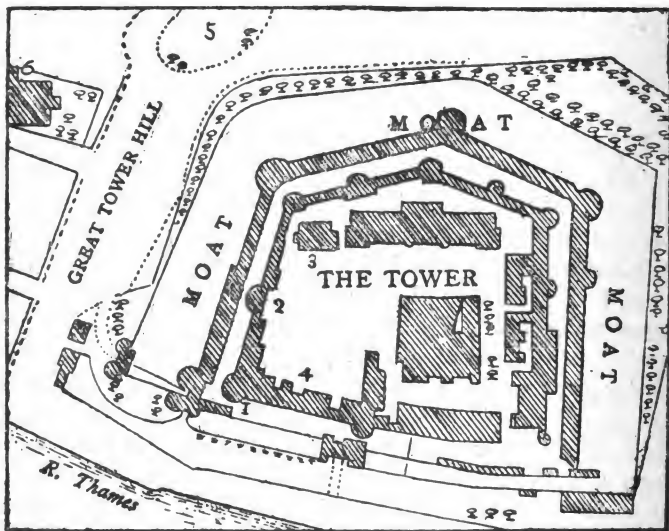 5
6
GREAT TOWER HILL
MOAT
MOAT
3
THE TOWER
2
MOAT
4
1
R. Thames